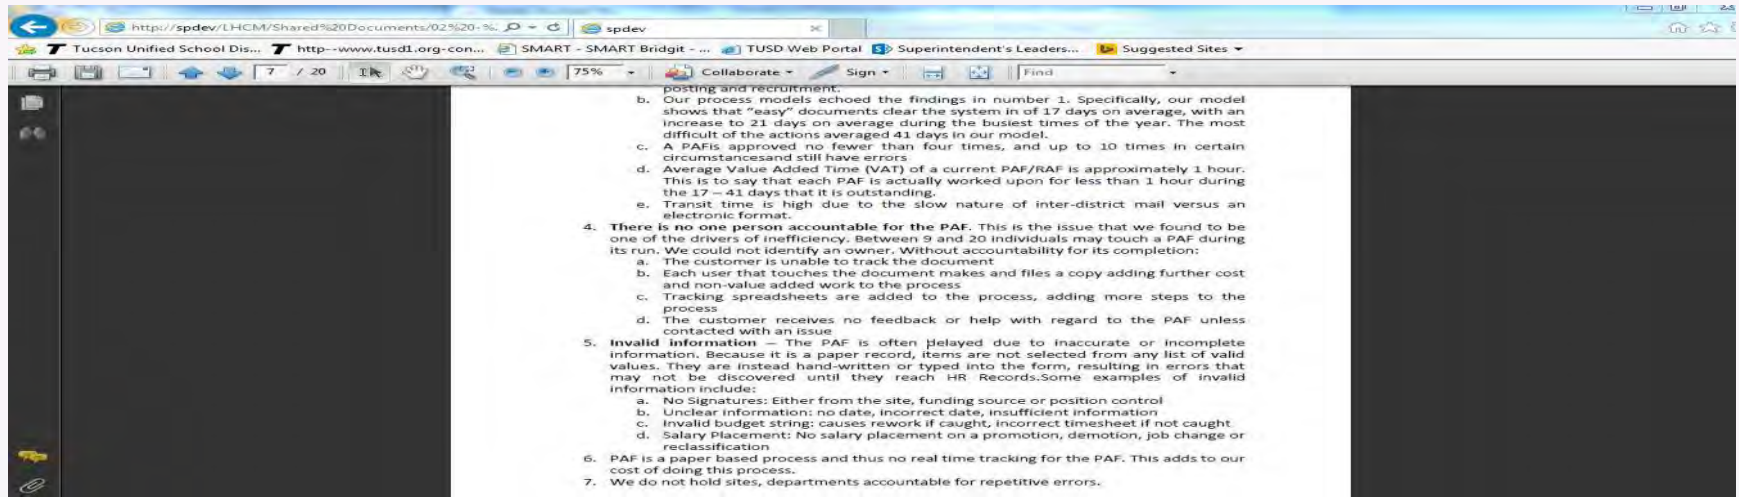 http://spdev/LHCM/Shared%20Documents/02%20-%
spdev
Tucson Unified School Dis... http--www.tusd1.org-con... SMART - SMART Bridgit - ... TUSD Web Portal Superintendent's Leaders... Suggested Sites
7 / 20 75% Collaborate Sign Find
posting and recruitment.
b. Our process models echoed the findings in number 1. Specifically, our model
shows that "easy" documents clear the system in of 17 days on average, with an
increase to 21 days on average during the busiest times of the year. The most
difficult of the actions averaged 41 days in our model.
c. A PAFis approved no fewer than four times, and up to 10 times in certain
circumstancesand still have errors
d. Average Value Added Time (VAT) of a current PAF/RAF is approximately 1 hour.
This is to say that each PAF is actually worked upon for less than 1 hour during
the 17 – 41 days that it is outstanding.
e. Transit time is high due to the slow nature of inter-district mail versus an
electronic format.
4. There is no one person accountable for the PAF. This is the issue that we found to be
one of the drivers of inefficiency. Between 9 and 20 individuals may touch a PAF during
its run. We could not identify an owner. Without accountability for its completion:
a. The customer is unable to track the document
b. Each user that touches the document makes and files a copy adding further cost
and non-value added work to the process
c. Tracking spreadsheets are added to the process, adding more steps to the
process
d. The customer receives no feedback or help with regard to the PAF unless
contacted with an issue
5. Invalid information – The PAF is often delayed due to inaccurate or incomplete
information. Because it is a paper record, items are not selected from any list of valid
values. They are instead hand-written or typed into the form, resulting in errors that
may not be discovered until they reach HR Records.Some examples of invalid
information include:
a. No Signatures: Either from the site, funding source or position control
b. Unclear information: no date, incorrect date, insufficient information
c. Invalid budget string: causes rework if caught, incorrect timesheet if not caught
d. Salary Placement: No salary placement on a promotion, demotion, job change or
reclassification
6. PAF is a paper based process and thus no real time tracking for the PAF. This adds to our
cost of doing this process.
7. We do not hold sites, departments accountable for repetitive errors.